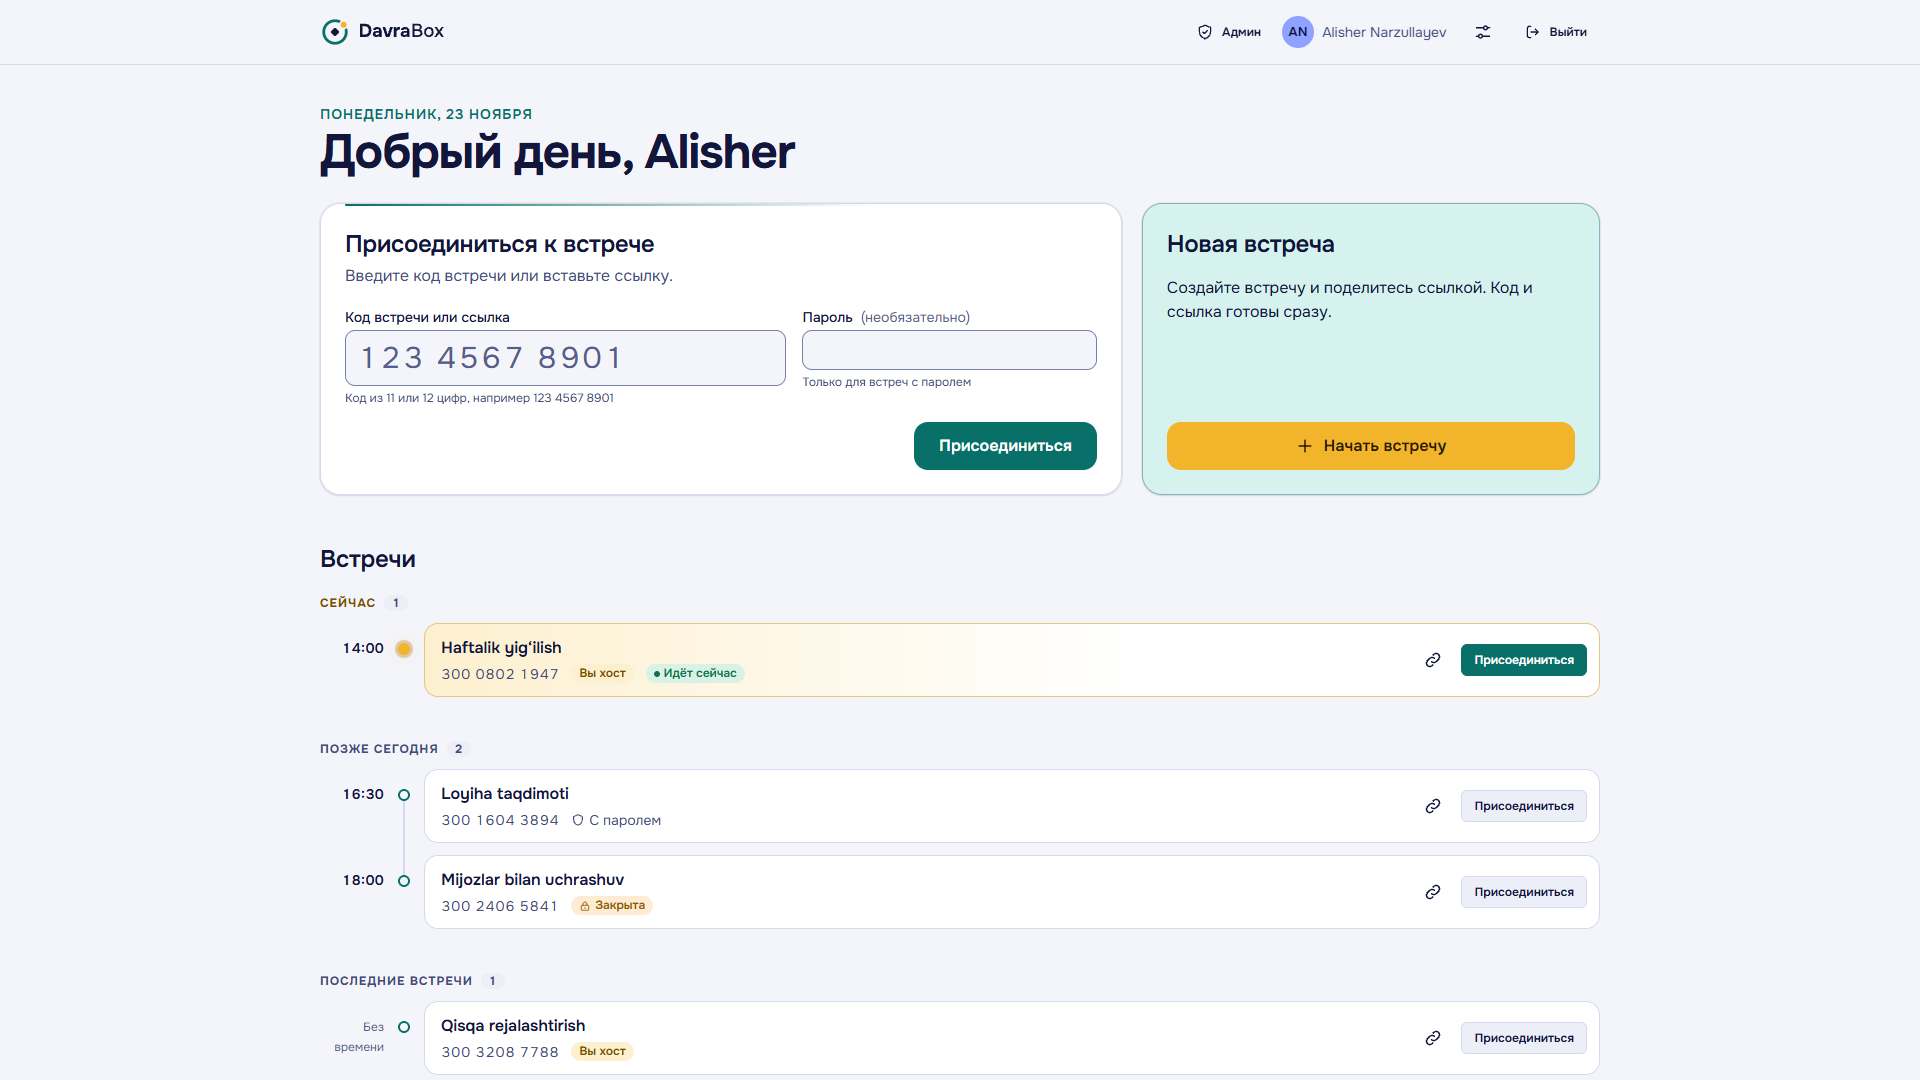 DavraBox
Админ
AN
Alisher Narzullayev
Выйти
ПОНЕДЕЛЬНИК, 23 НОЯБРЯ
Добрый день, Alisher
Присоединиться к встрече
Введите код встречи или вставьте ссылку.
Код встречи или ссылка
123 4567 8901
Код из 11 или 12 цифр, например 123 4567 8901
Пароль (необязательно)
Только для встреч с паролем
Присоединиться
Новая встреча
Создайте встречу и поделитесь ссылкой. Код и
ссылка готовы сразу.
Начать встречу
Встречи
СЕЙЧАС 1
14:00
Haftalik yig‘ilish
300 0802 1947 Вы хост Идёт сейчас
Присоединиться
ПОЗЖЕ СЕГОДНЯ 2
16:30
Loyiha taqdimoti
300 1604 3894 С паролем
Присоединиться
18:00
Mijozlar bilan uchrashuv
300 2406 5841 Закрыта
Присоединиться
ПОСЛЕДНИЕ ВСТРЕЧИ 1
Без
времени
Qisqa rejalashtirish
300 3208 7788 Вы хост
Присоединиться